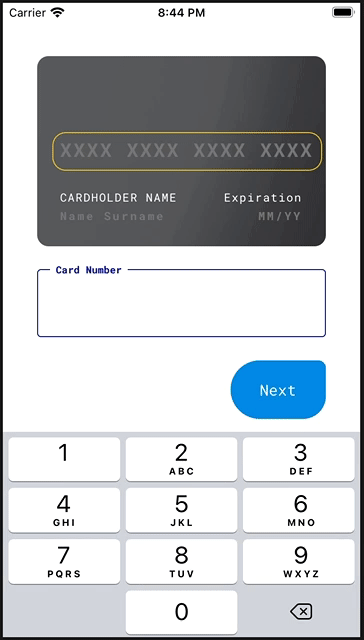 Carrier 8:44 PM
XXXX XXXX XXXX XXXX
CARDHOLDER NAME Expiration
Name Surname MM/YY
Card Number
Next
1 2 3
ABC DEF
4 5 6
GHI JKL MNO
7 8 9
PQRS TUV WXYZ
0